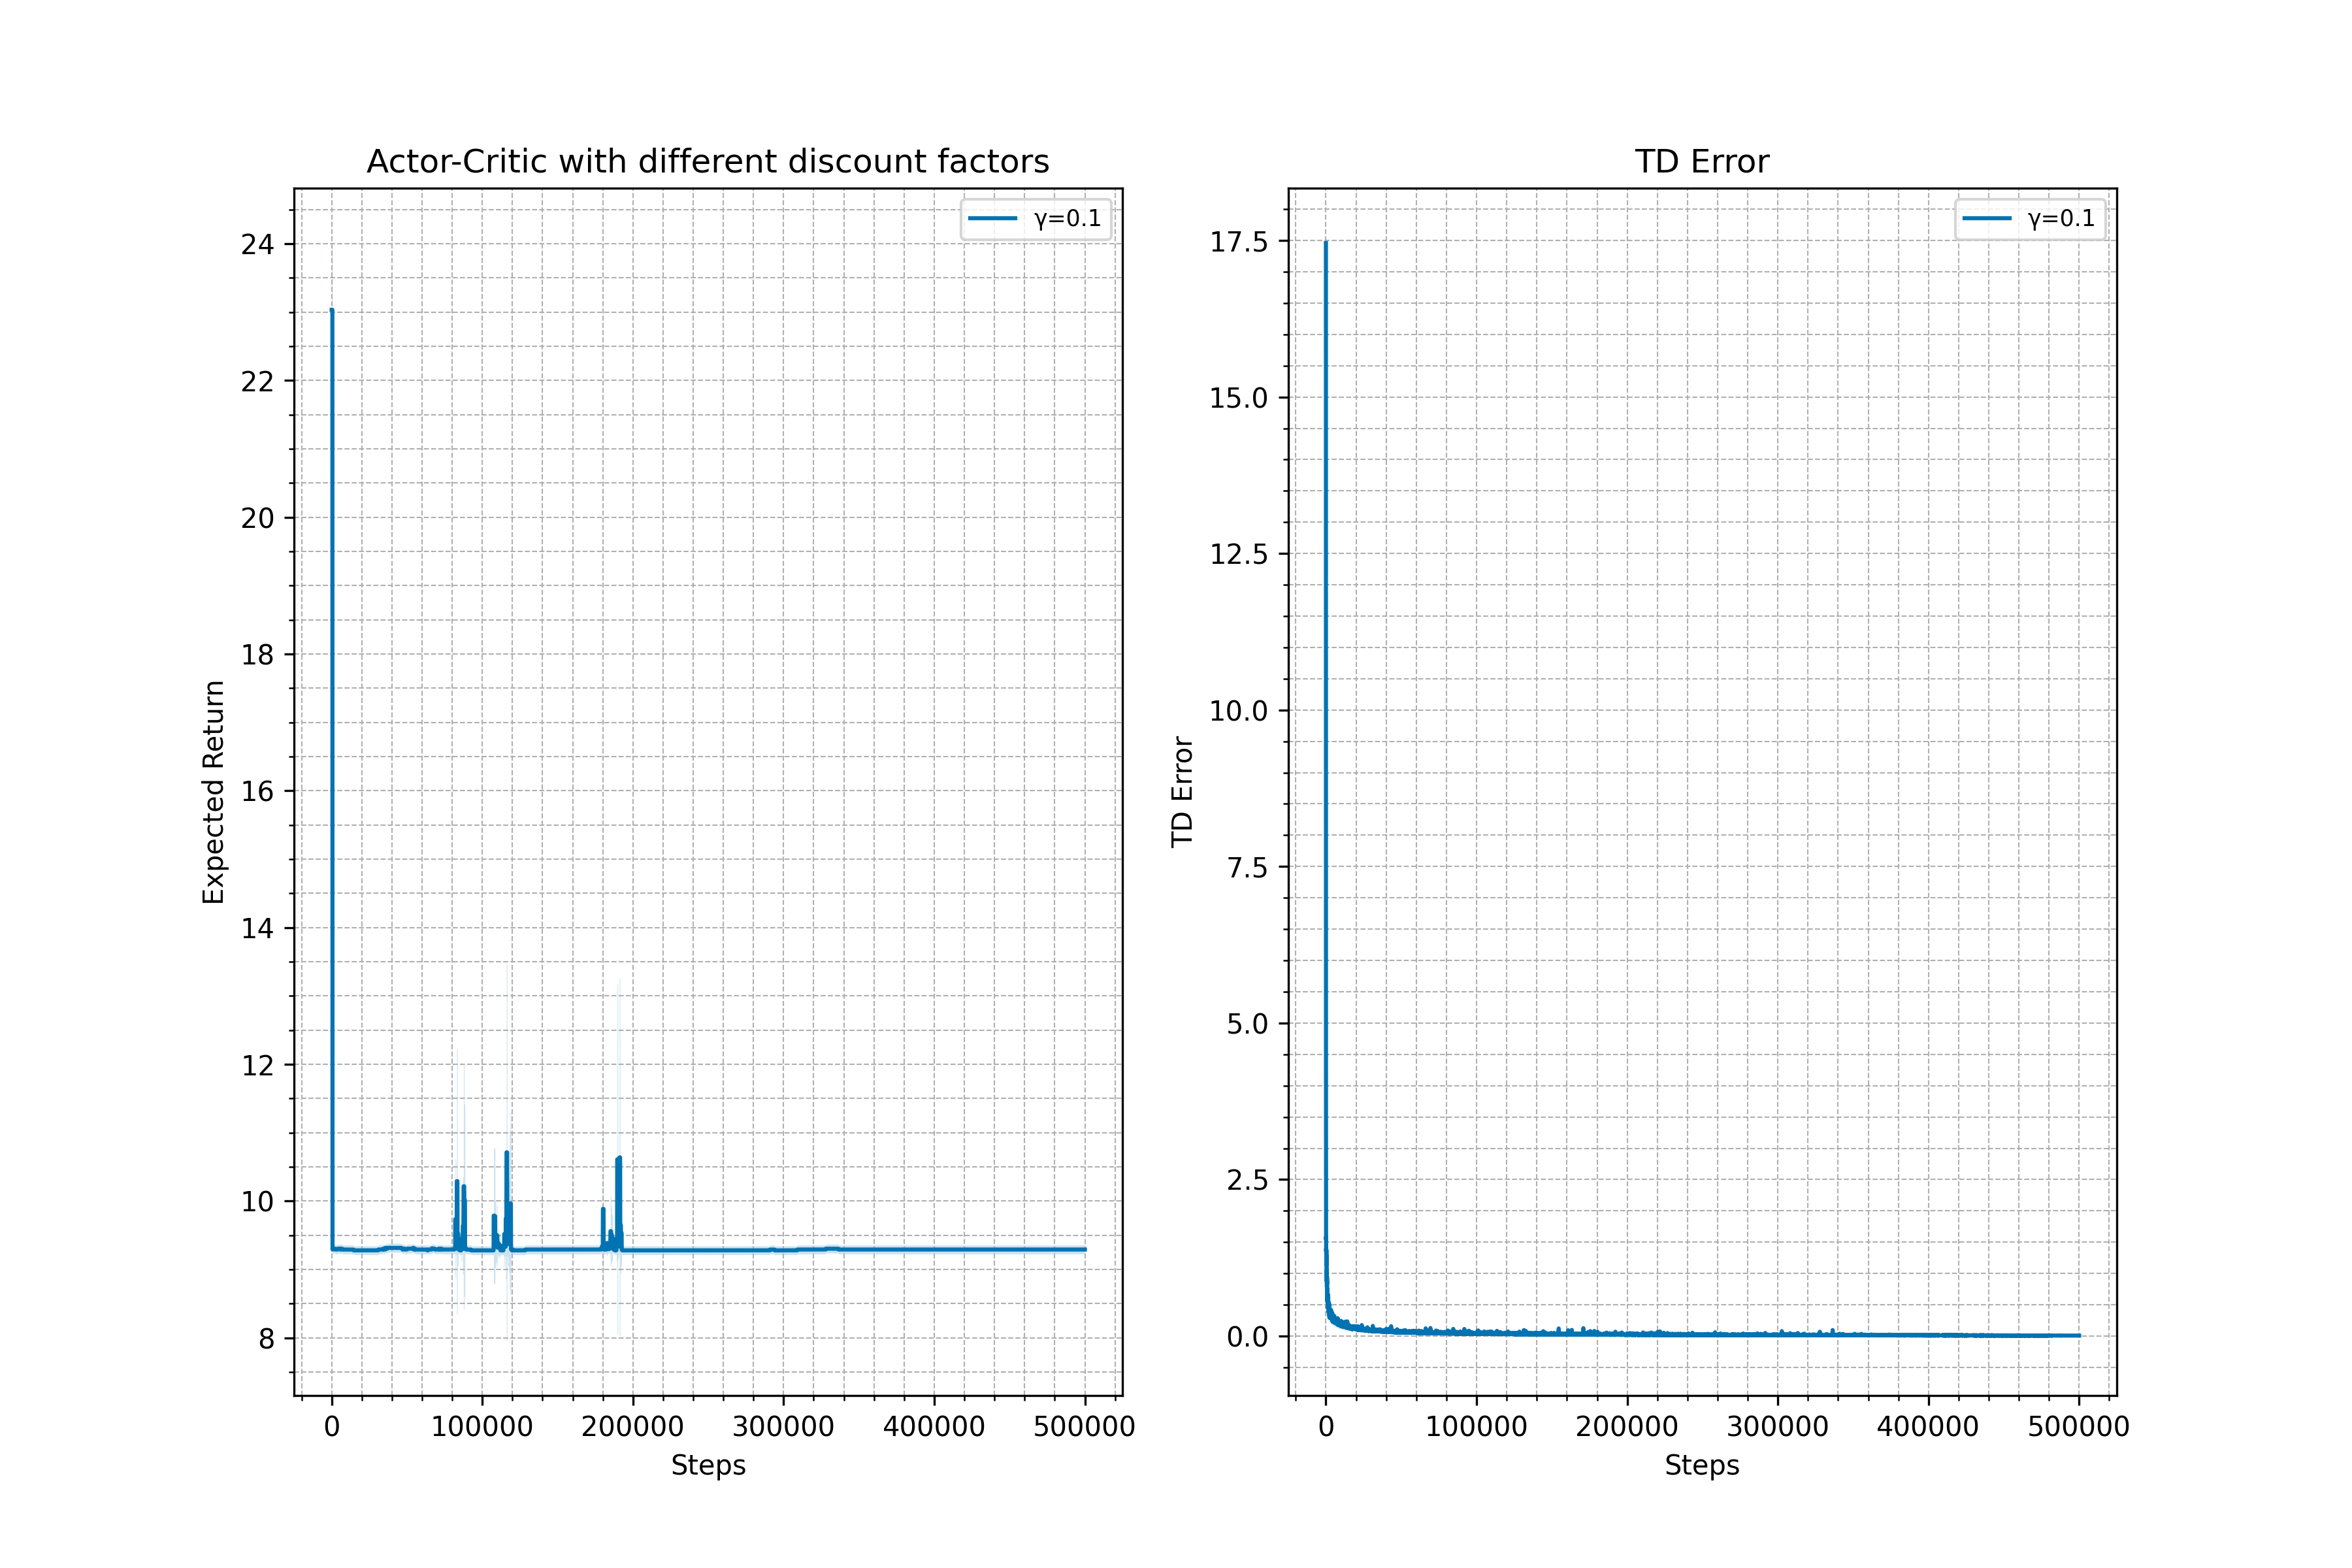 Actor-Critic with different discount factors
γ=0.1
24
22
20
18
16
14
12
10
8
Expected Return
0 100000 200000 300000 400000 500000
Steps
TD Error
γ=0.1
17.5
15.0
12.5
10.0
7.5
5.0
2.5
0.0
TD Error
0 100000 200000 300000 400000 500000
Steps